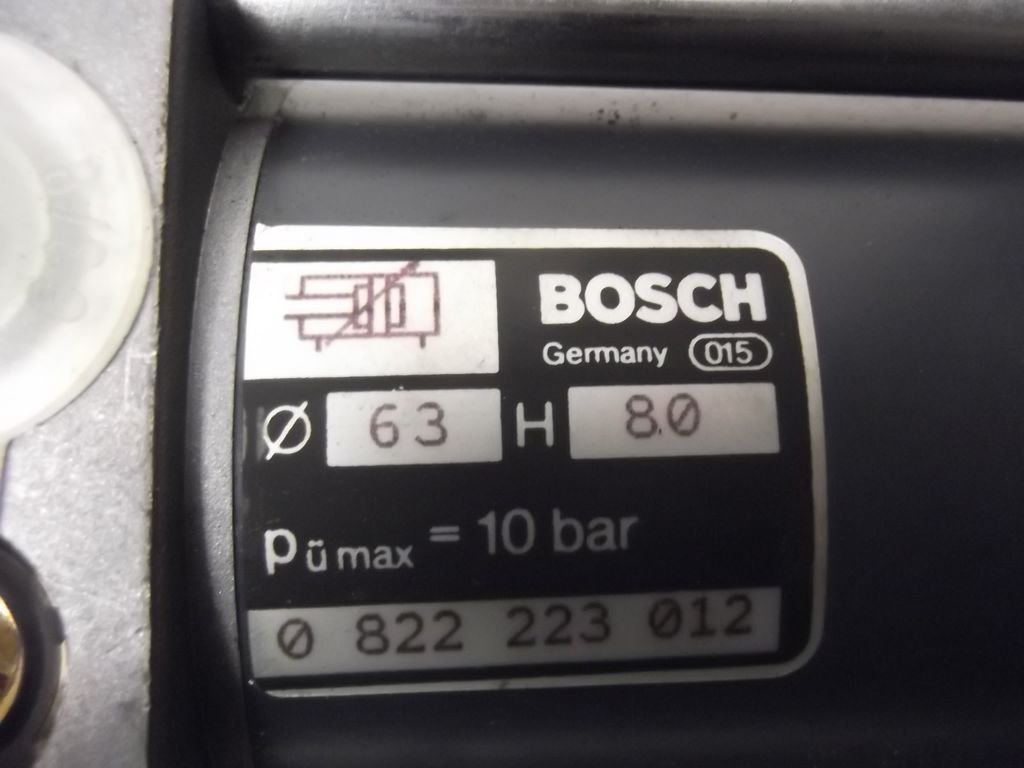 BOSCH
Germany 015
Ø 63 H 80
pü max = 10 bar
0 822 223 012